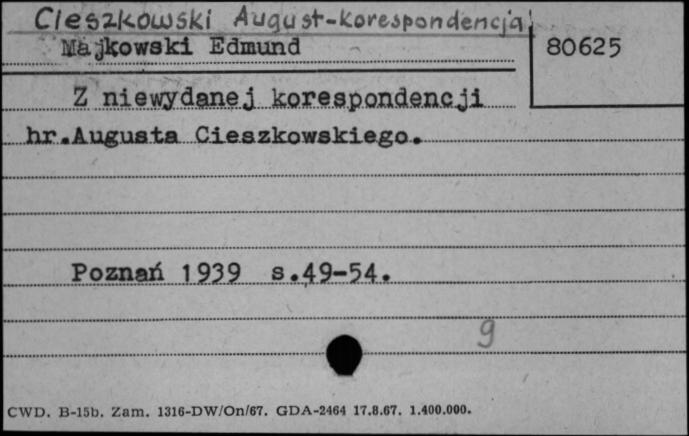 Cieszkowski August-korespondencja
Majkowski Edmund
80625
Z niewydanej korespondencji
hr.Augusta Cieszkowskiego.
Poznań 1939 s.49-54.
9
CWD. B-15b. Zam. 1316-DW/On/67. GDA-2464 17.8.67. 1.400.000.